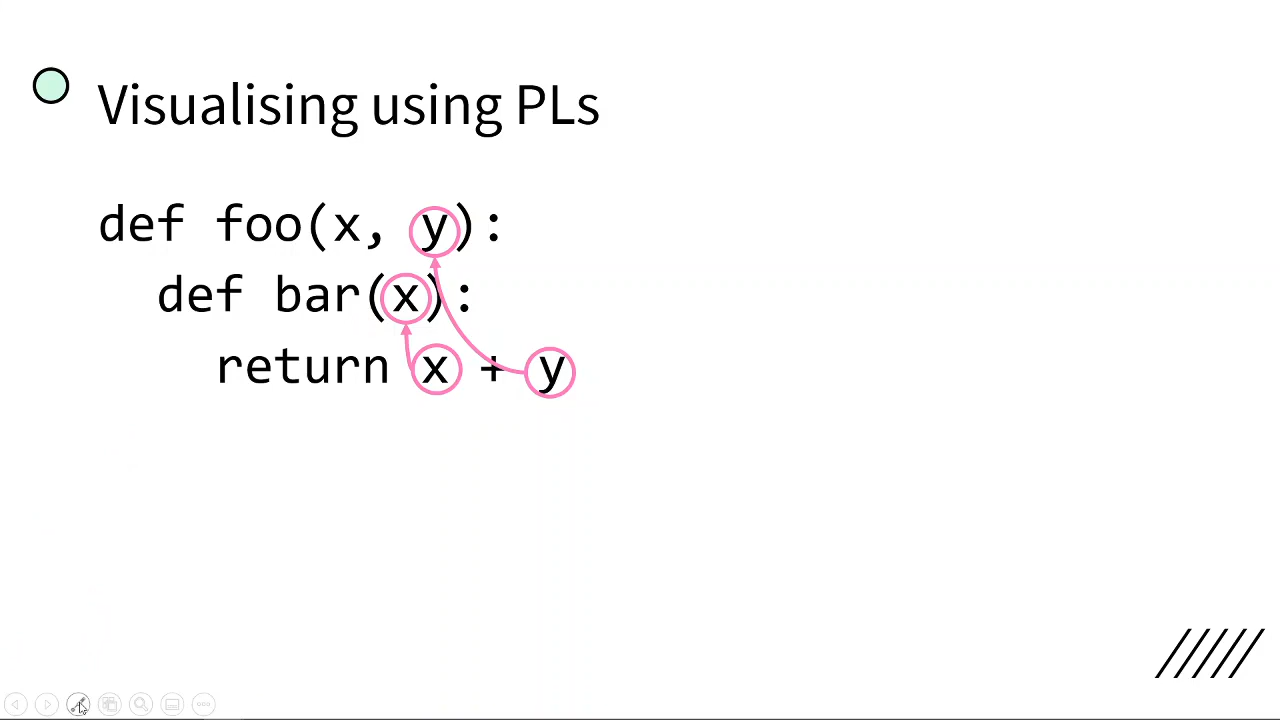 Visualising using PLs
def foo(x, y):
  def bar(x):
    return x + y